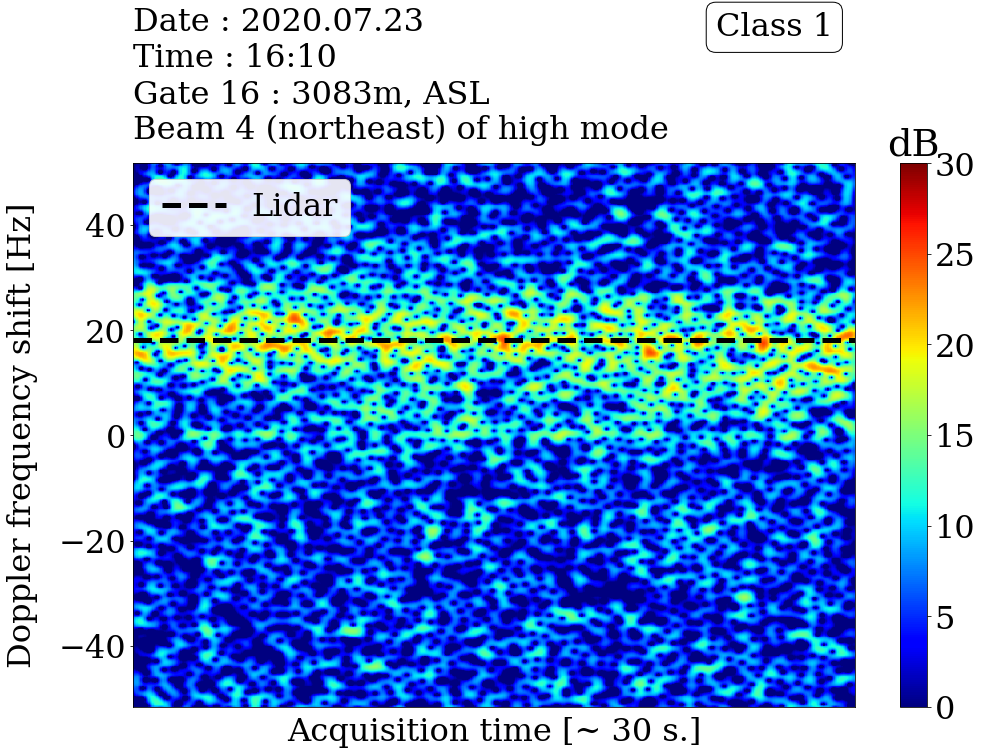 Date : 2020.07.23
Time : 16:10
Gate 16 : 3083m, ASL
Beam 4 (northeast) of high mode
Class 1
dB
Lidar
Doppler frequency shift [Hz]
40
20
0
−20
−40
30
25
20
15
10
5
0
Acquisition time [~ 30 s.]